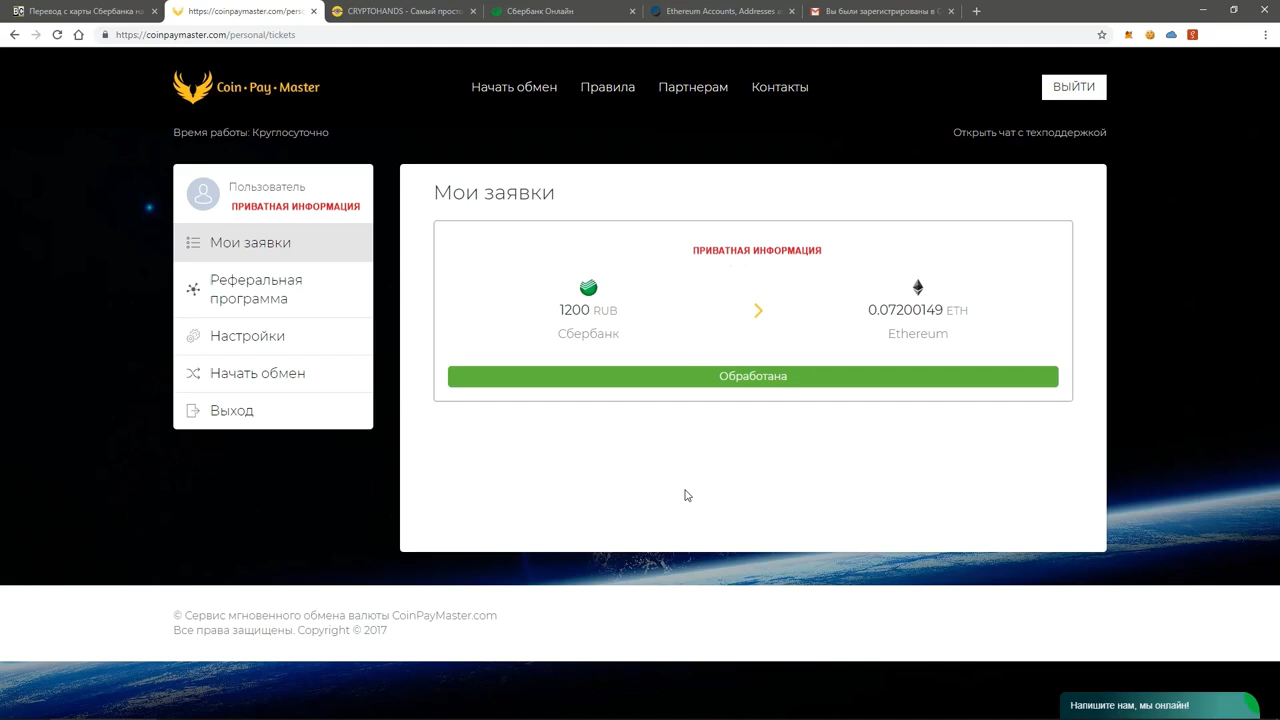 Перевод с карты Сбербанка на
https://coinpaymaster.com/perso
CRYPTOHANDS - Самый прост
Сбербанк Онлайн
Ethereum Accounts, Addresses a
Вы были зарегистрированы в C
https://coinpaymaster.com/personal/tickets
Coin·Pay·Master
Начать обмен
Правила
Партнерам
Контакты
ВЫЙТИ
Время работы: Круглосуточно
Открыть чат с техподдержкой
Пользователь
ПРИВАТНАЯ ИНФОРМАЦИЯ
Мои заявки
Реферальная
программа
Настройки
Начать обмен
Выход
Мои заявки
ПРИВАТНАЯ ИНФОРМАЦИЯ
1200 RUB
Сбербанк
0.07200149 ETH
Ethereum
Обработана
© Сервис мгновенного обмена валюты CoinPayMaster.com
Все права защищены. Copyright © 2017
Напишите нам, мы онлайн!